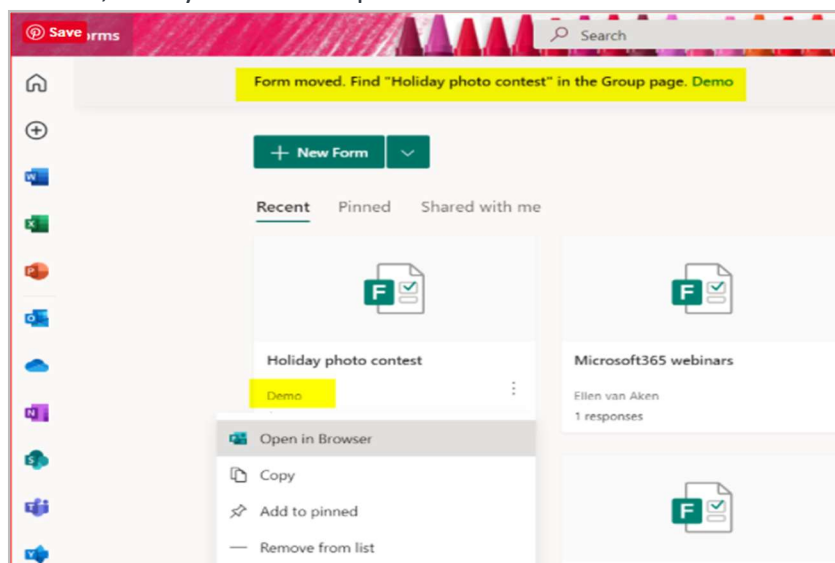 Save
rms
Search
Form moved. Find "Holiday photo contest" in the Group page. Demo
+ New Form
Recent Pinned Shared with me
F
F
Holiday photo contest
Microsoft365 webinars
Demo
Ellen van Aken
1 responses
Open in Browser
Copy
Add to pinned
Remove from list
F
W
X
P
O
N
S
T
V